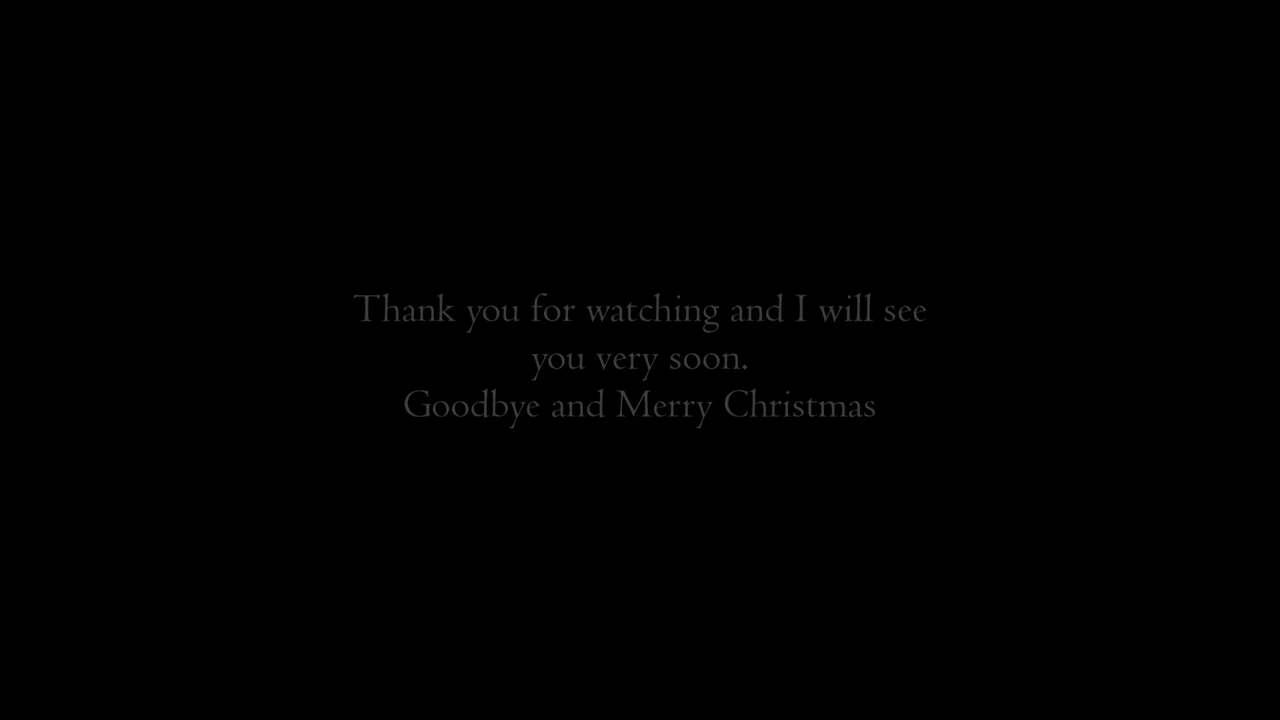 Thank you for watching and I will see
you very soon.
Goodbye and Merry Christmas